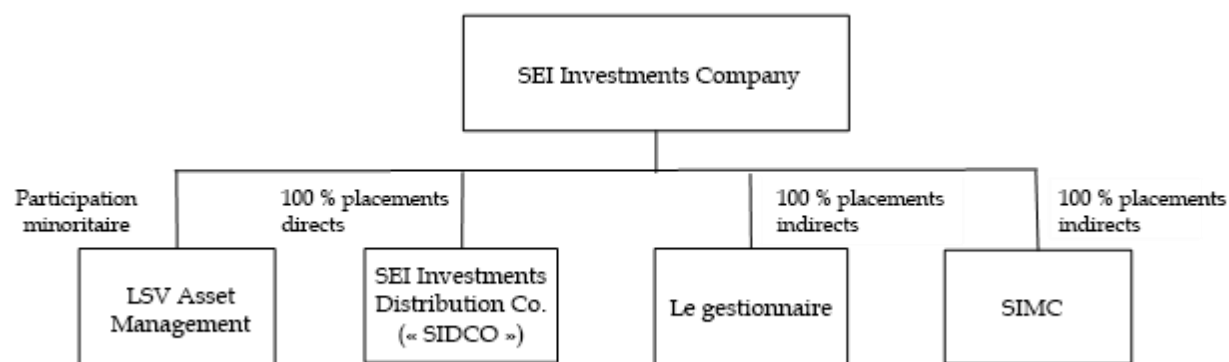 SEI Investments Company
Participation
minoritaire
100 % placements
directs
100 % placements
indirects
100 % placements
indirects
LSV Asset
Management
SEI Investments
Distribution Co.
(« SIDCO »)
Le gestionnaire
SIMC